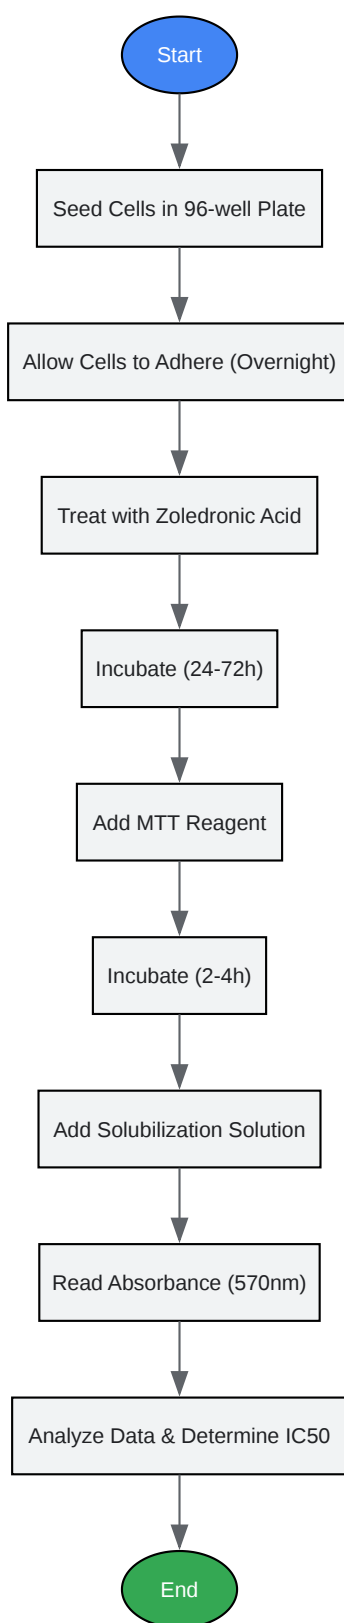 Start
Seed Cells in 96-well Plate
Allow Cells to Adhere (Overnight)
Treat with Zoledronic Acid
Incubate (24-72h)
Add MTT Reagent
Incubate (2-4h)
Add Solubilization Solution
Read Absorbance (570nm)
Analyze Data & Determine IC50
End